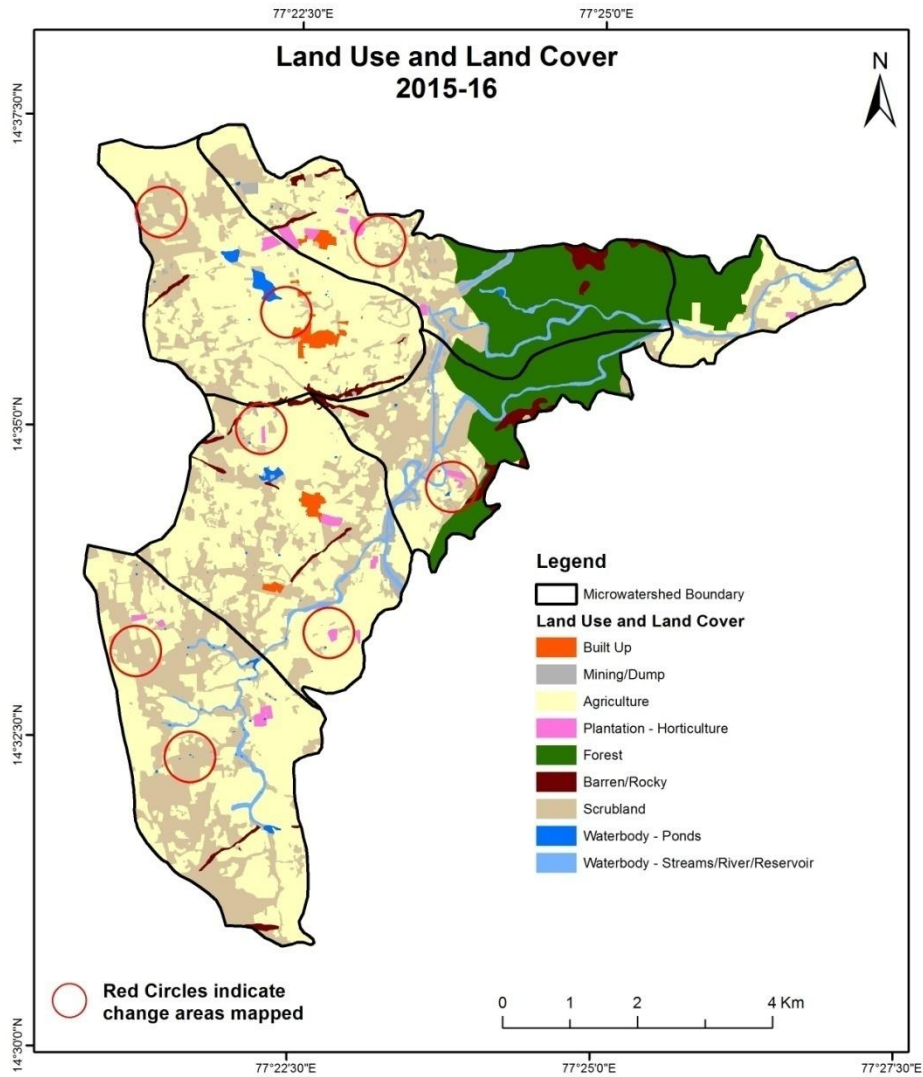 77°22'30"E
77°25'0"E
Land Use and Land Cover
2015-16
N
14°37'30"N
14°35'0"N
14°32'30"N
14°30'0"N
Legend
Microwatershed Boundary
Land Use and Land Cover
Built Up
Mining/Dump
Agriculture
Plantation - Horticulture
Forest
Barren/Rocky
Scrubland
Waterbody - Ponds
Waterbody - Streams/River/Reservoir
Red Circles indicate
change areas mapped
0 1 2 4 Km
77°22'30"E
77°25'0"E
77°27'30"E